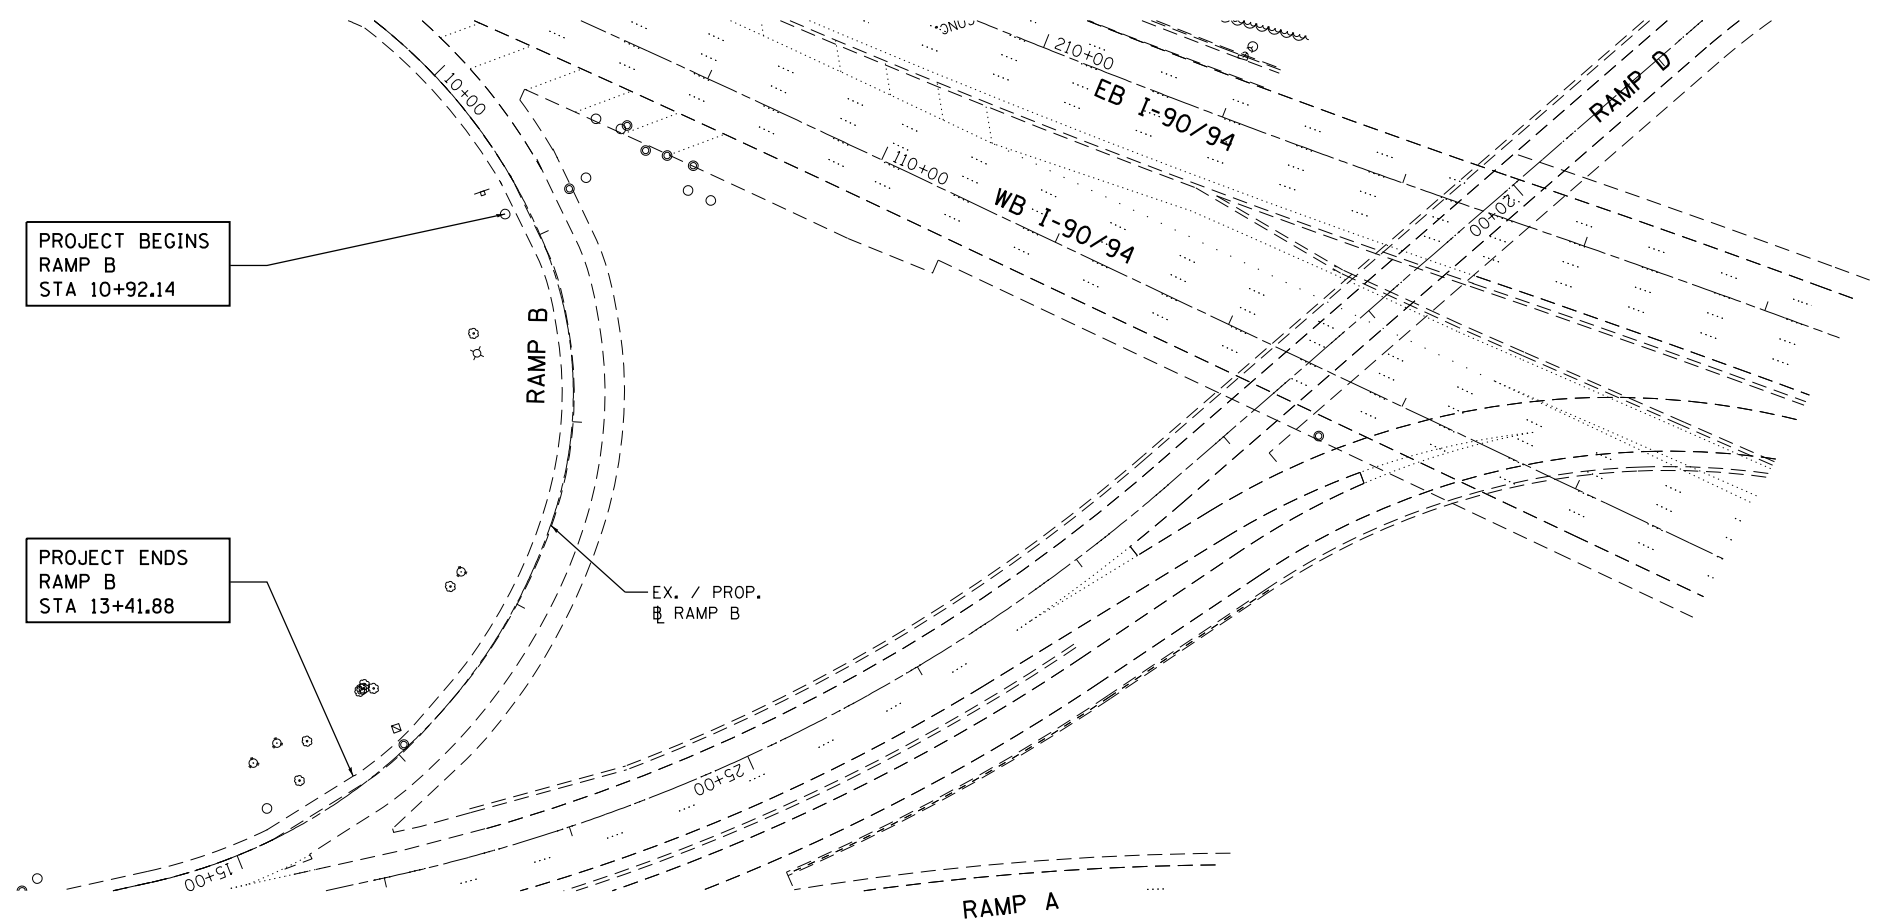 CONC.
210+00
EB I-90/94
RAMP D
10+00
110+00
WB I-90/94
20+00
PROJECT BEGINS
RAMP B
STA 10+92.14
RAMP B
PROJECT ENDS
RAMP B
STA 13+41.88
EX. / PROP.
℄ RAMP B
25+00
15+00
RAMP A